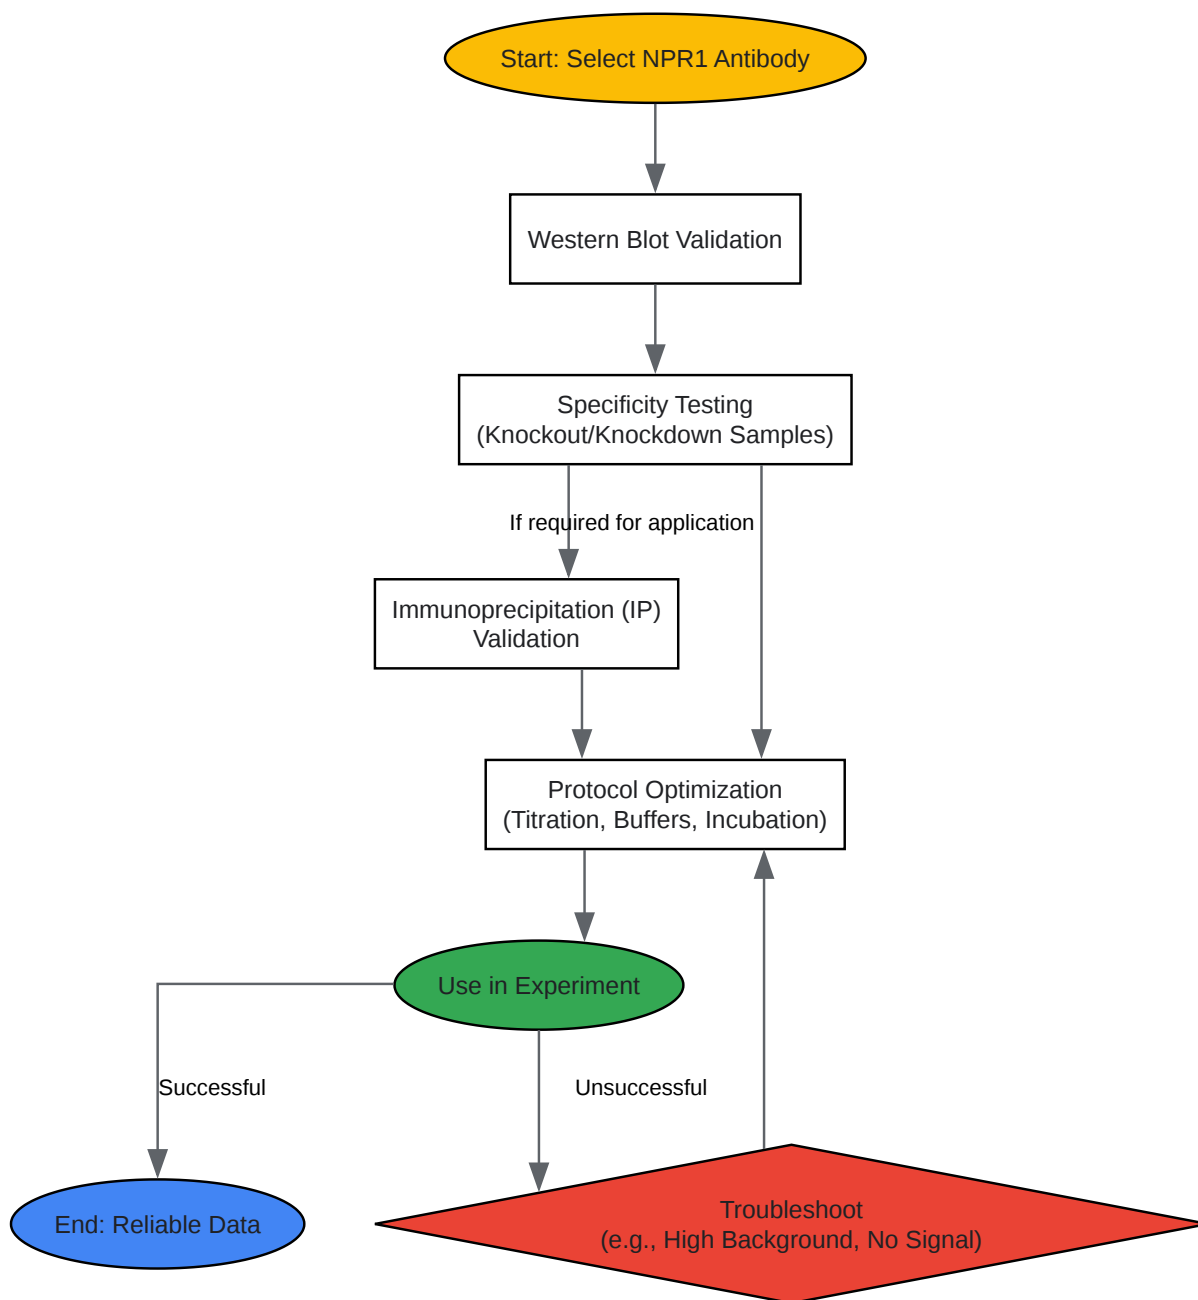 Start: Select NPR1 Antibody
Western Blot Validation
Specificity Testing
(Knockout/Knockdown Samples)
If required for application
Immunoprecipitation (IP)
Validation
Protocol Optimization
(Titration, Buffers, Incubation)
Use in Experiment
Successful
Unsuccessful
End: Reliable Data
Troubleshoot
(e.g., High Background, No Signal)